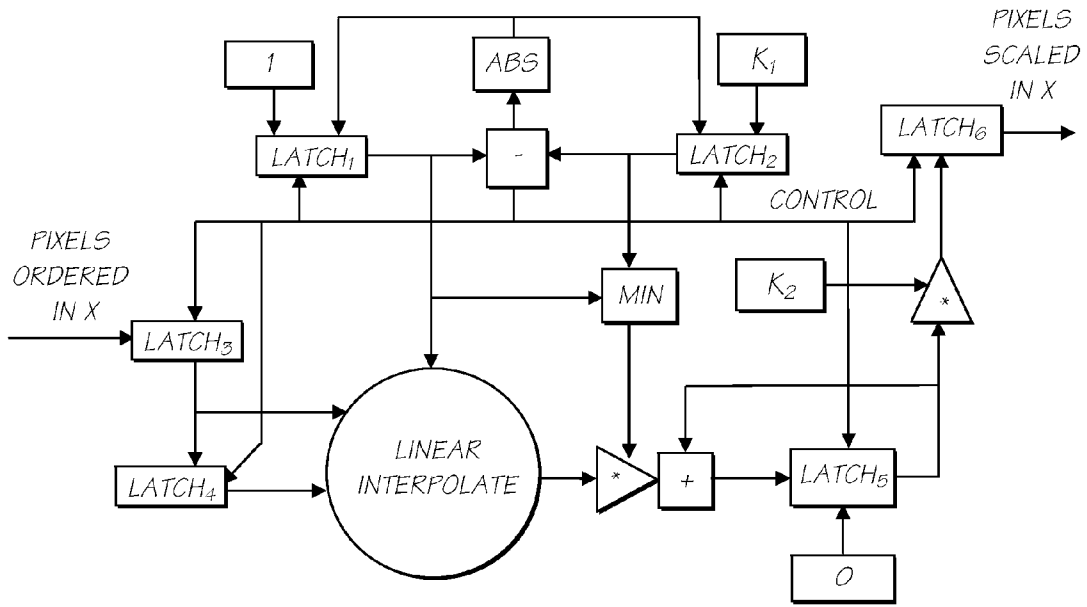 PIXELS
SCALED
IN X
1
ABS
K₁
LATCH₁
-
LATCH₂
LATCH₆
CONTROL
PIXELS
ORDERED
IN X
MIN
K₂
*
LATCH₃
LINEAR
INTERPOLATE
LATCH₄
*
+
LATCH₅
0